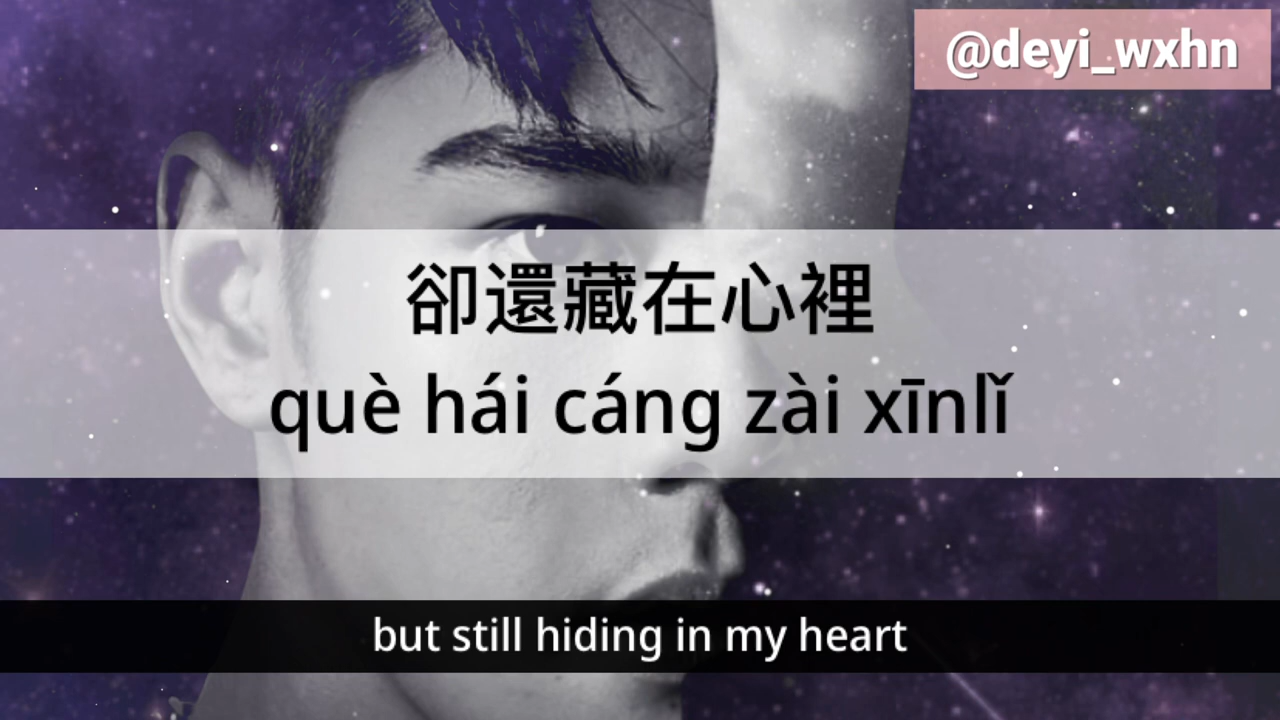 @deyi_wxhn
卻還藏在心裡
què hái cáng zài xīnlǐ
but still hiding in my heart